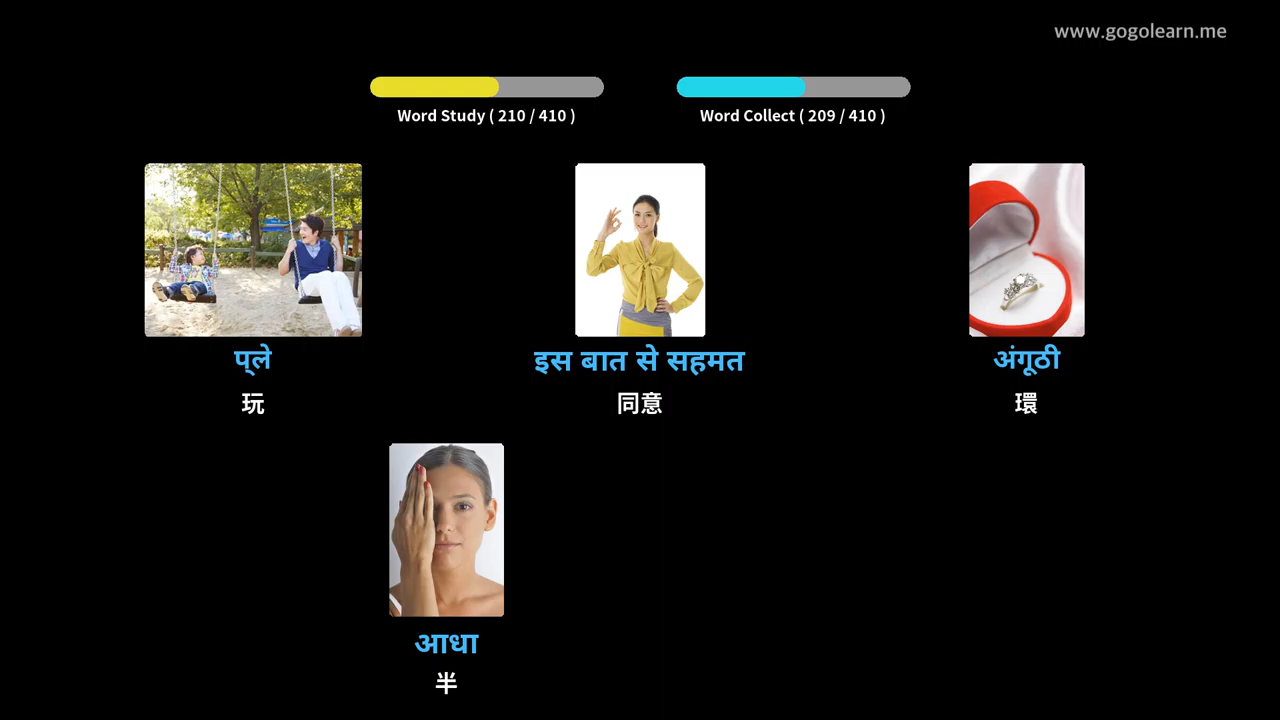 www.gogolearn.me
Word Study ( 210 / 410 )
Word Collect ( 209 / 410 )
प्ले
इस बात से सहमत
अंगूठी
玩
同意
環
आधा
半